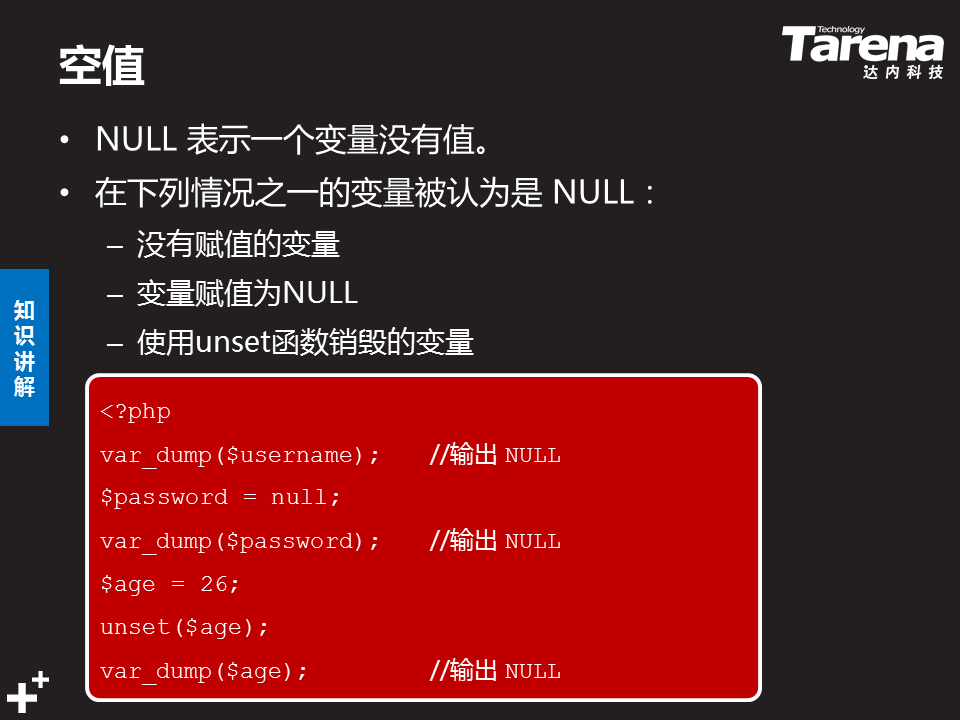 空值
Technology
Tarena
达内科技
• NULL 表示一个变量没有值。
• 在下列情况之一的变量被认为是 NULL：
– 没有赋值的变量
– 变量赋值为NULL
– 使用unset函数销毁的变量
知识讲解
<?php
var_dump($username); //输出 NULL
$password = null;
var_dump($password); //输出 NULL
$age = 26;
unset($age);
var_dump($age); //输出 NULL